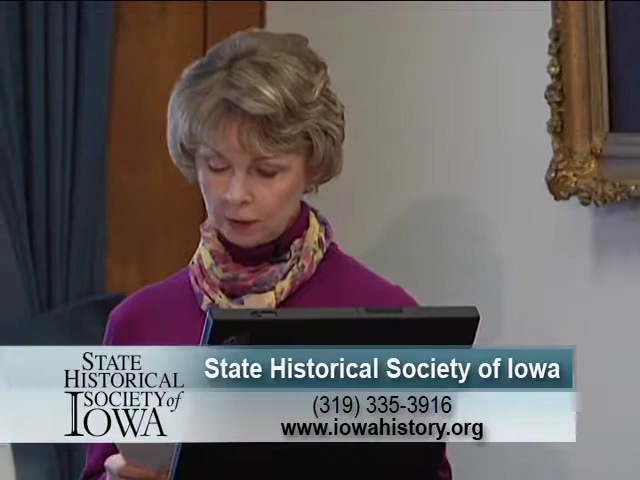 STATE
HISTORICAL
SOCIETY of
IOWA
State Historical Society of Iowa
(319) 335-3916
www.iowahistory.org